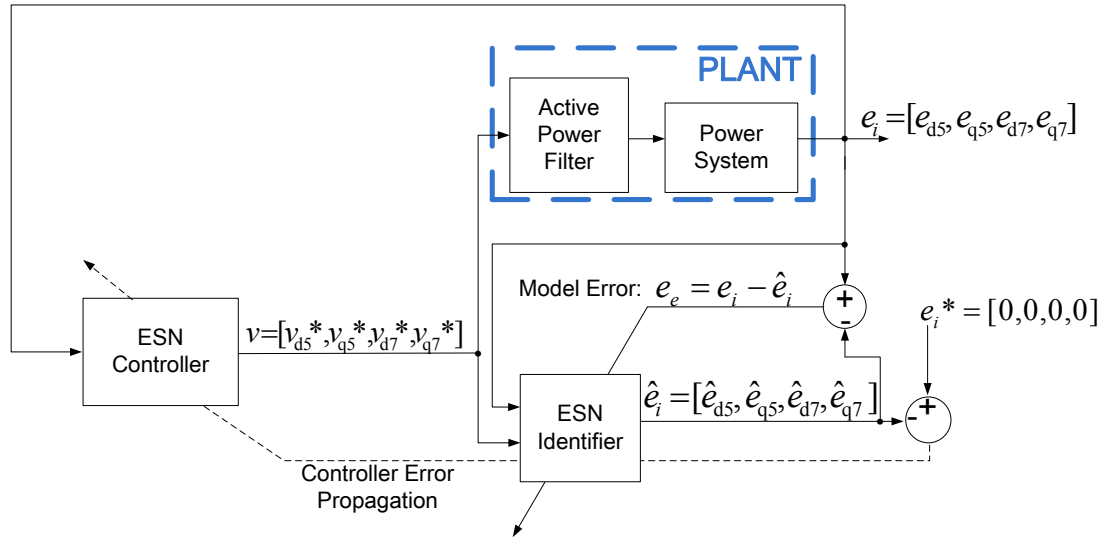 PLANT
Active
Power
Filter
Power
System
e_i = [e_d5, e_q5, e_d7, e_q7]
Model Error: e_e = e_i − ê_i
+
-
e_i* = [0,0,0,0]
ESN
Controller
v=[v_d5*,v_q5*,v_d7*,v_q7*]
ESN
Identifier
ê_i = [ê_d5, ê_q5, ê_d7, ê_q7]
+
-
Controller Error
Propagation